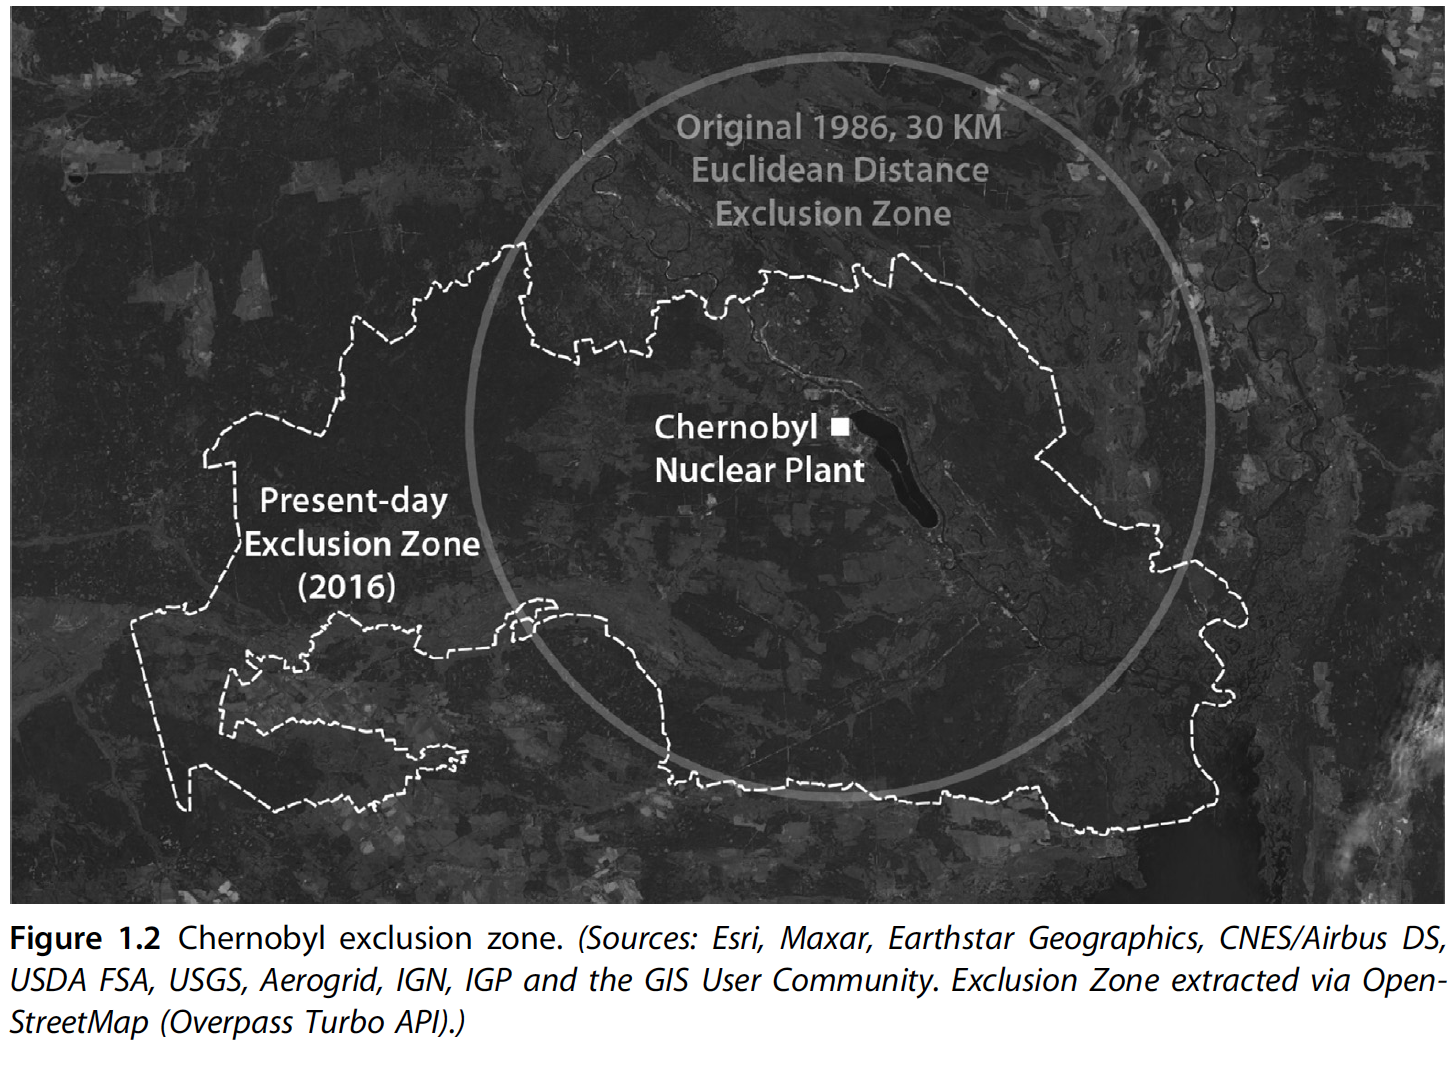 Original 1986, 30 KM
Euclidean Distance
Exclusion Zone
Chernobyl
Nuclear Plant
Present-day
Exclusion Zone
(2016)
Figure 1.2 Chernobyl exclusion zone. (Sources: Esri, Maxar, Earthstar Geographics, CNES/Airbus DS,
USDA FSA, USGS, Aerogrid, IGN, IGP and the GIS User Community. Exclusion Zone extracted via Open-
StreetMap (Overpass Turbo API).)